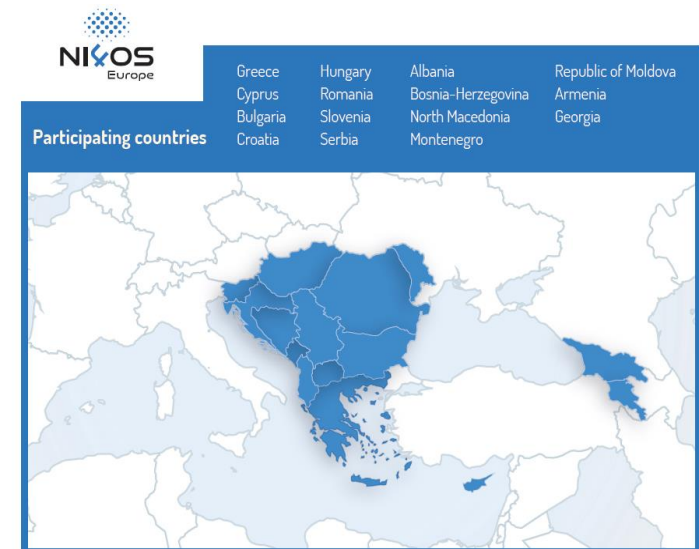 NI4OS
Europe
Participating countries
Greece
Cyprus
Bulgaria
Croatia
Hungary
Romania
Slovenia
Serbia
Albania
Bosnia-Herzegovina
North Macedonia
Montenegro
Republic of Moldova
Armenia
Georgia